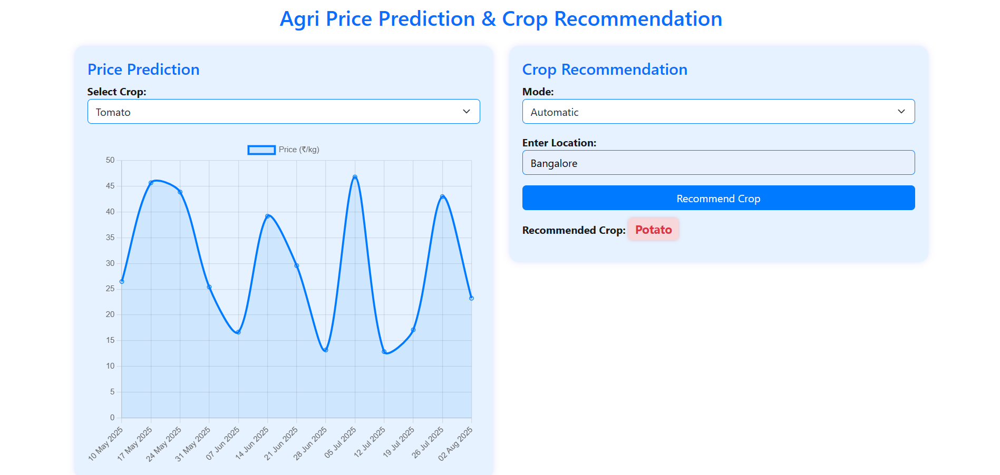 Agri Price Prediction & Crop Recommendation
Price Prediction
Select Crop:
Tomato
Price (₹/kg)
50
45
40
35
30
25
20
15
10
5
0
10 May 2025
17 May 2025
24 May 2025
31 May 2025
07 Jun 2025
14 Jun 2025
21 Jun 2025
28 Jun 2025
05 Jul 2025
12 Jul 2025
19 Jul 2025
26 Jul 2025
02 Aug 2025
Crop Recommendation
Mode:
Automatic
Enter Location:
Bangalore
Recommend Crop
Recommended Crop: Potato